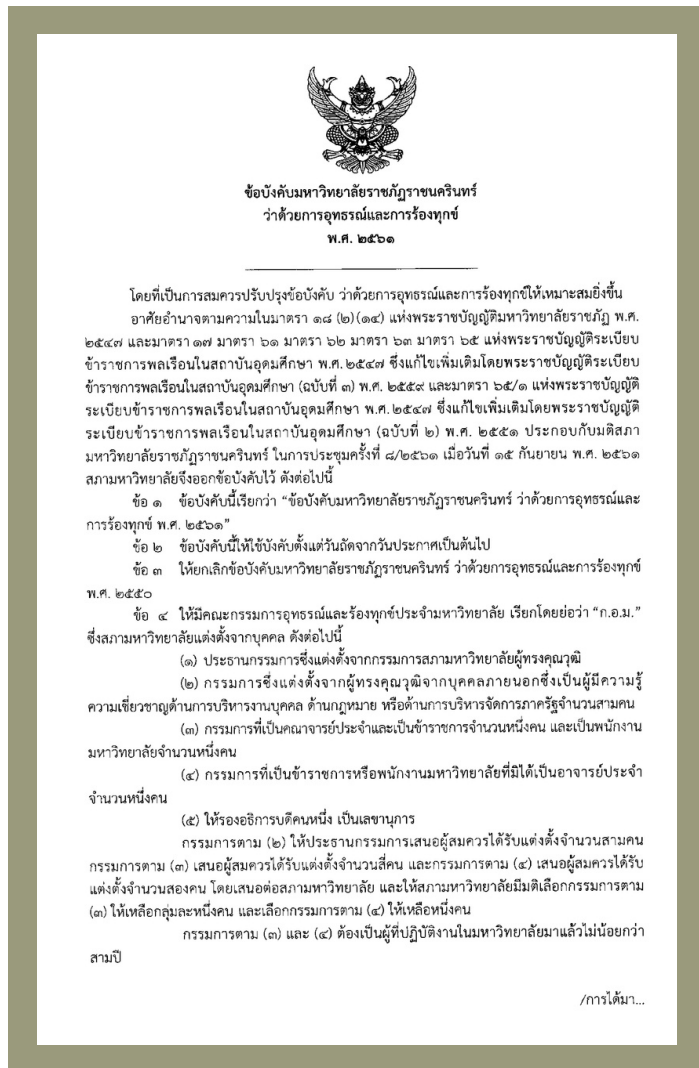 ข้อบังคับมหาวิทยาลัยราชภัฏราชนครินทร์
ว่าด้วยการอุทธรณ์และการร้องทุกข์
พ.ศ. ๒๕๖๑
โดยที่เป็นการสมควรปรับปรุงข้อบังคับ ว่าด้วยการอุทธรณ์และการร้องทุกข์ให้เหมาะสมยิ่งขึ้น
อาศัยอำนาจตามความในมาตรา ๑๘ (๒) (๑๔) แห่งพระราชบัญญัติมหาวิทยาลัยราชภัฏ พ.ศ.
๒๕๔๗ และมาตรา ๑๗ มาตรา ๖๑ มาตรา ๖๒ มาตรา ๖๓ มาตรา ๖๕ แห่งพระราชบัญญัติระเบียบ
ข้าราชการพลเรือนในสถาบันอุดมศึกษา พ.ศ. ๒๕๔๗ ซึ่งแก้ไขเพิ่มเติมโดยพระราชบัญญัติระเบียบ
ข้าราชการพลเรือนในสถาบันอุดมศึกษา (ฉบับที่ ๓) พ.ศ. ๒๕๕๙ และมาตรา ๖๕/๑ แห่งพระราชบัญญัติ
ระเบียบข้าราชการพลเรือนในสถาบันอุดมศึกษา พ.ศ. ๒๕๔๗ ซึ่งแก้ไขเพิ่มเติมโดยพระราชบัญญัติ
ระเบียบข้าราชการพลเรือนในสถาบันอุดมศึกษา (ฉบับที่ ๒) พ.ศ. ๒๕๕๑ ประกอบกับมติสภา
มหาวิทยาลัยราชภัฏราชนครินทร์ ในการประชุมครั้งที่ ๘/๒๕๖๑ เมื่อวันที่ ๑๕ กันยายน พ.ศ. ๒๕๖๑
สภามหาวิทยาลัยจึงออกข้อบังคับไว้ ดังต่อไปนี้
ข้อ ๑ ข้อบังคับนี้เรียกว่า “ข้อบังคับมหาวิทยาลัยราชภัฏราชนครินทร์ ว่าด้วยการอุทธรณ์และ
การร้องทุกข์ พ.ศ. ๒๕๖๑”
ข้อ ๒ ข้อบังคับนี้ให้ใช้บังคับตั้งแต่วันถัดจากวันประกาศเป็นต้นไป
ข้อ ๓ ให้ยกเลิกข้อบังคับมหาวิทยาลัยราชภัฏราชนครินทร์ ว่าด้วยการอุทธรณ์และการร้องทุกข์
พ.ศ. ๒๕๕๐
ข้อ ๔ ให้มีคณะกรรมการอุทธรณ์และร้องทุกข์ประจำมหาวิทยาลัย เรียกโดยย่อว่า “ก.อ.ม.”
ซึ่งสภามหาวิทยาลัยแต่งตั้งจากบุคคล ดังต่อไปนี้
(๑) ประธานกรรมการซึ่งแต่งตั้งจากกรรมการสภามหาวิทยาลัยผู้ทรงคุณวุฒิ
(๒) กรรมการซึ่งแต่งตั้งจากผู้ทรงคุณวุฒิจากบุคคลภายนอกซึ่งเป็นผู้มีความรู้
ความเชี่ยวชาญด้านการบริหารงานบุคคล ด้านกฎหมาย หรือด้านการบริหารจัดการภาครัฐจำนวนสามคน
(๓) กรรมการที่เป็นคณาจารย์ประจำและเป็นข้าราชการจำนวนหนึ่งคน และเป็นพนักงาน
มหาวิทยาลัยจำนวนหนึ่งคน
(๔) กรรมการที่เป็นข้าราชการหรือพนักงานมหาวิทยาลัยที่มิได้เป็นอาจารย์ประจำ
จำนวนหนึ่งคน
(๕) ให้รองอธิการบดีคนหนึ่ง เป็นเลขานุการ
กรรมการตาม (๒) ให้ประธานกรรมการเสนอผู้สมควรได้รับแต่งตั้งจำนวนสามคน
กรรมการตาม (๓) เสนอผู้สมควรได้รับแต่งตั้งจำนวนสี่คน และกรรมการตาม (๔) เสนอผู้สมควรได้รับ
แต่งตั้งจำนวนสองคน โดยเสนอต่อสภามหาวิทยาลัย และให้สภามหาวิทยาลัยมีมติเลือกกรรมการตาม
(๓) ให้เหลือกลุ่มละหนึ่งคน และเลือกกรรมการตาม (๔) ให้เหลือหนึ่งคน
กรรมการตาม (๓) และ (๔) ต้องเป็นผู้ที่ปฏิบัติงานในมหาวิทยาลัยมาแล้วไม่น้อยกว่า
สามปี
/การได้มา...